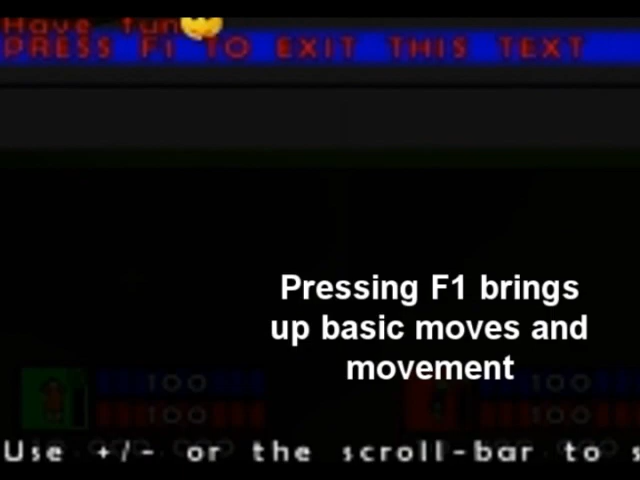 Have fun
PRESS F1 TO EXIT THIS TEXT
Pressing F1 brings
up basic moves and
movement
100
100
100
100
Use +/- or the scroll-bar to s